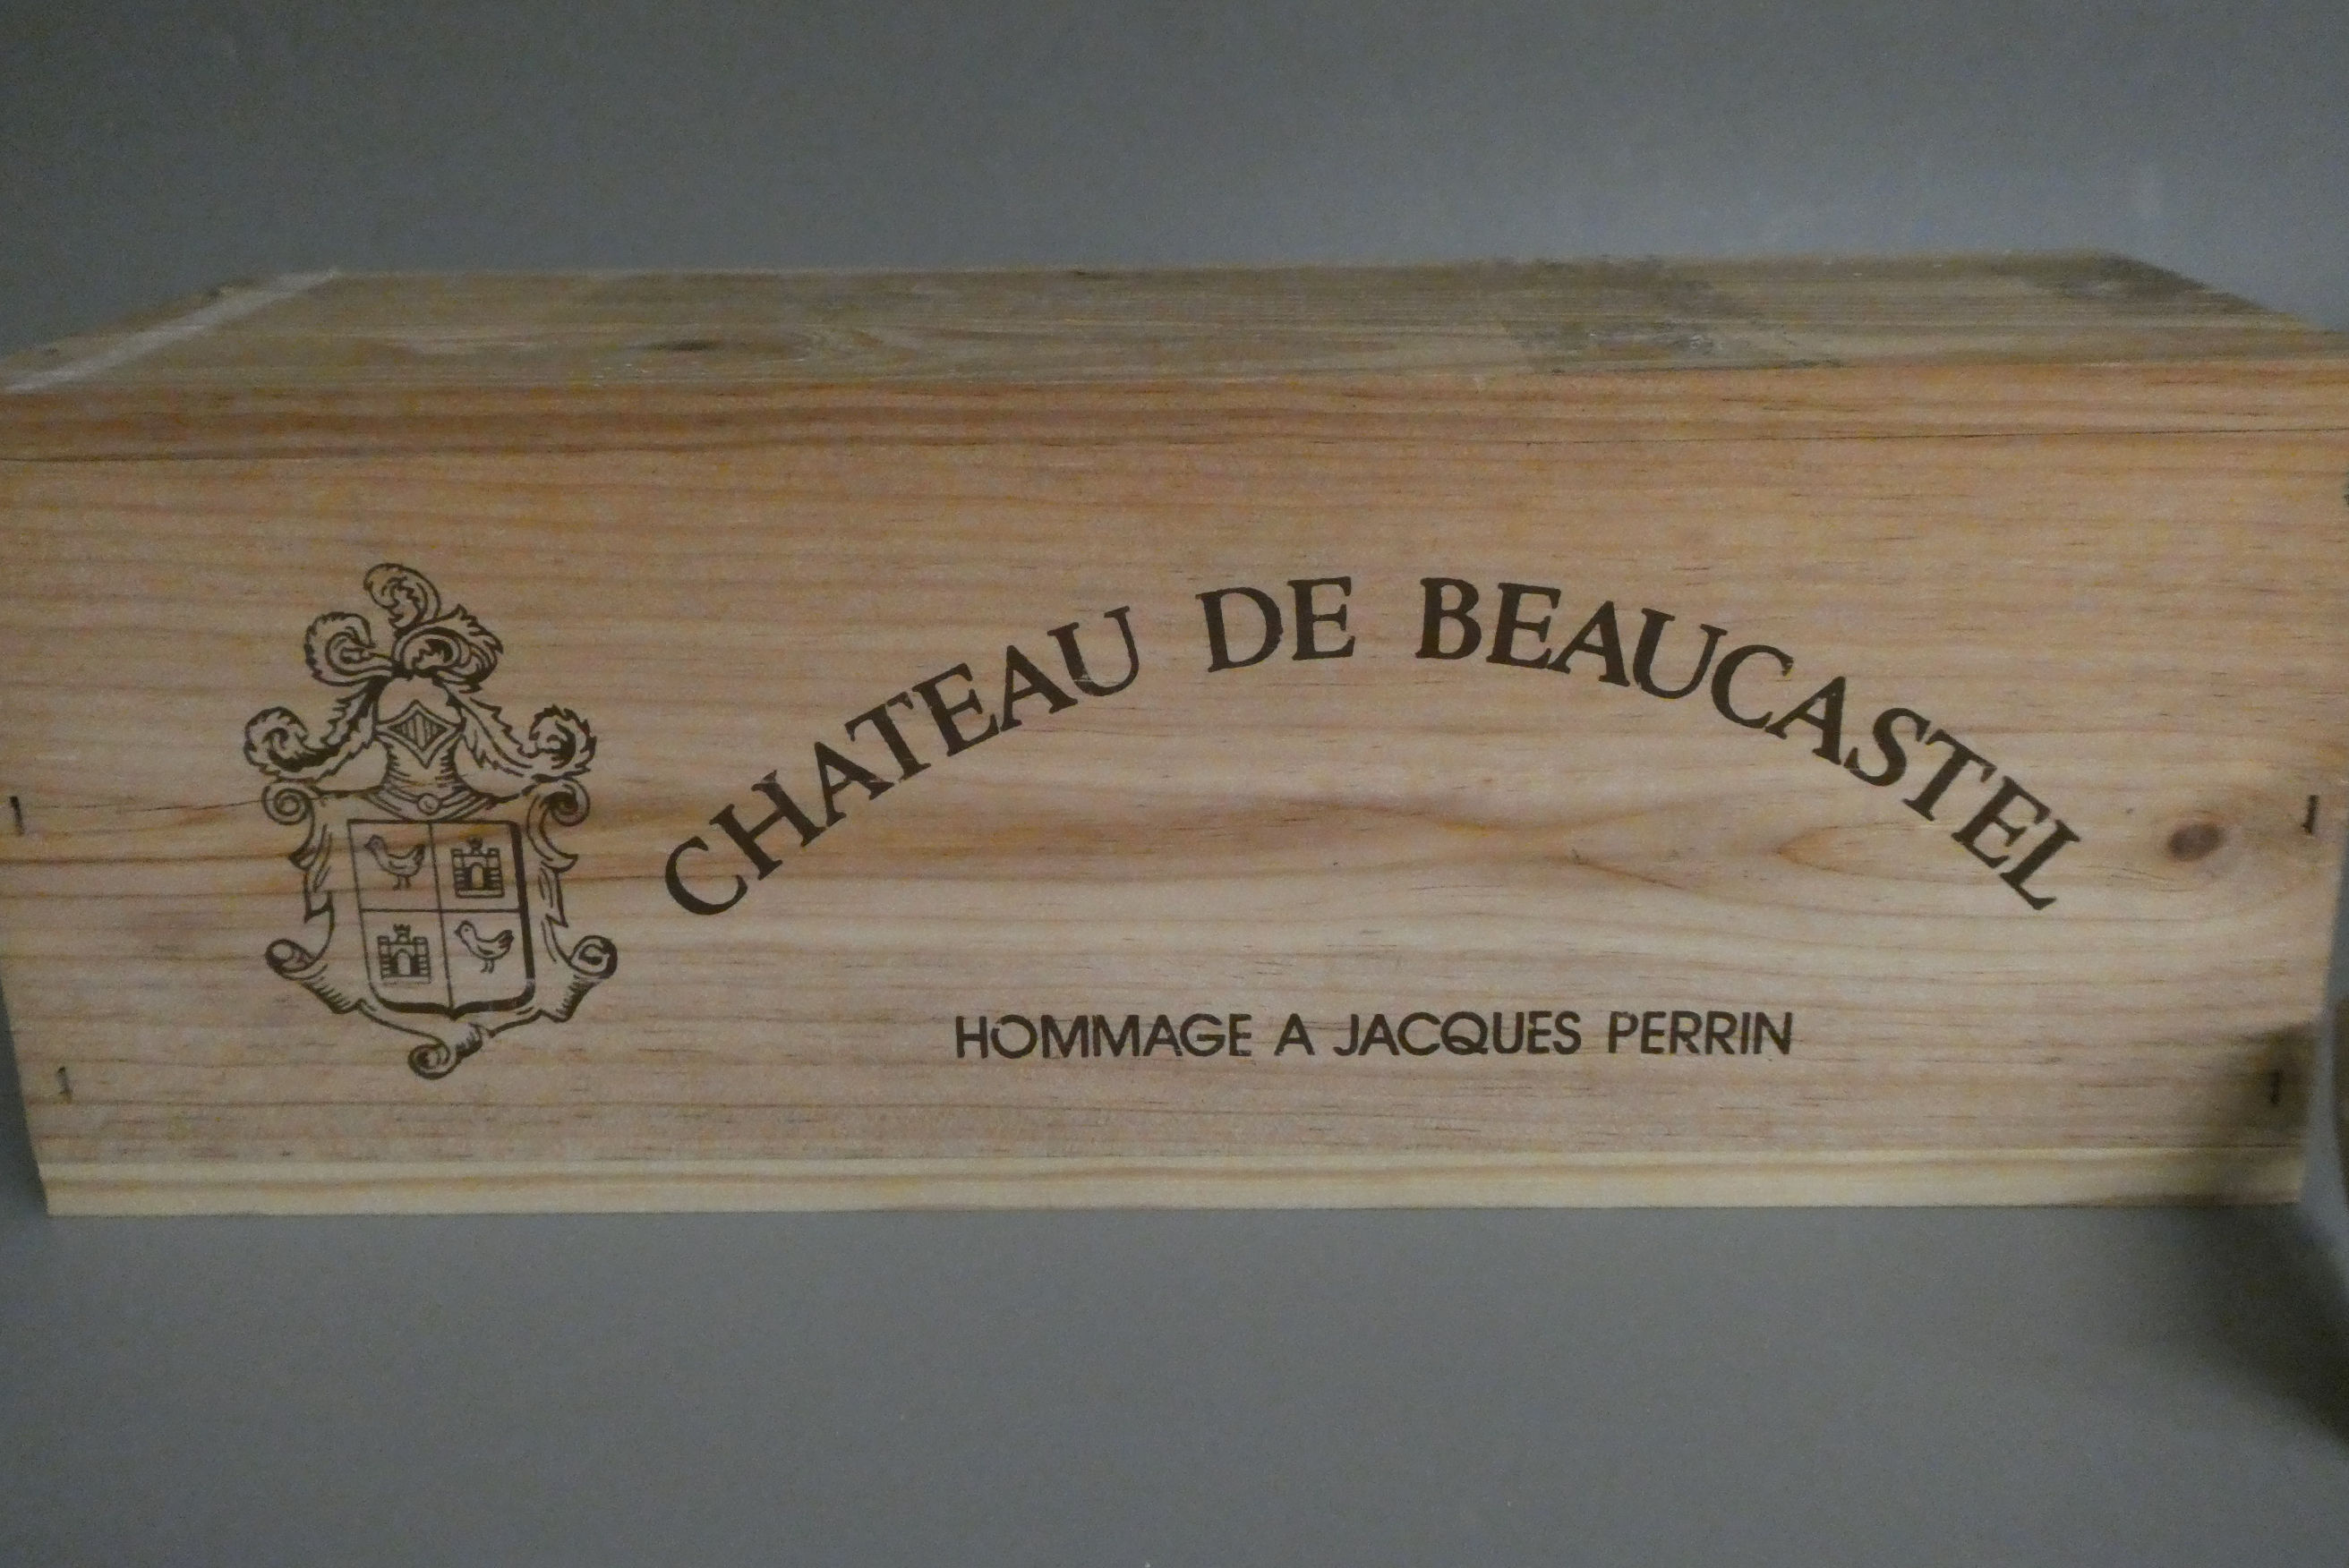 CHATEAU DE BEAUCASTEL
HOMMAGE A JACQUES PERRIN